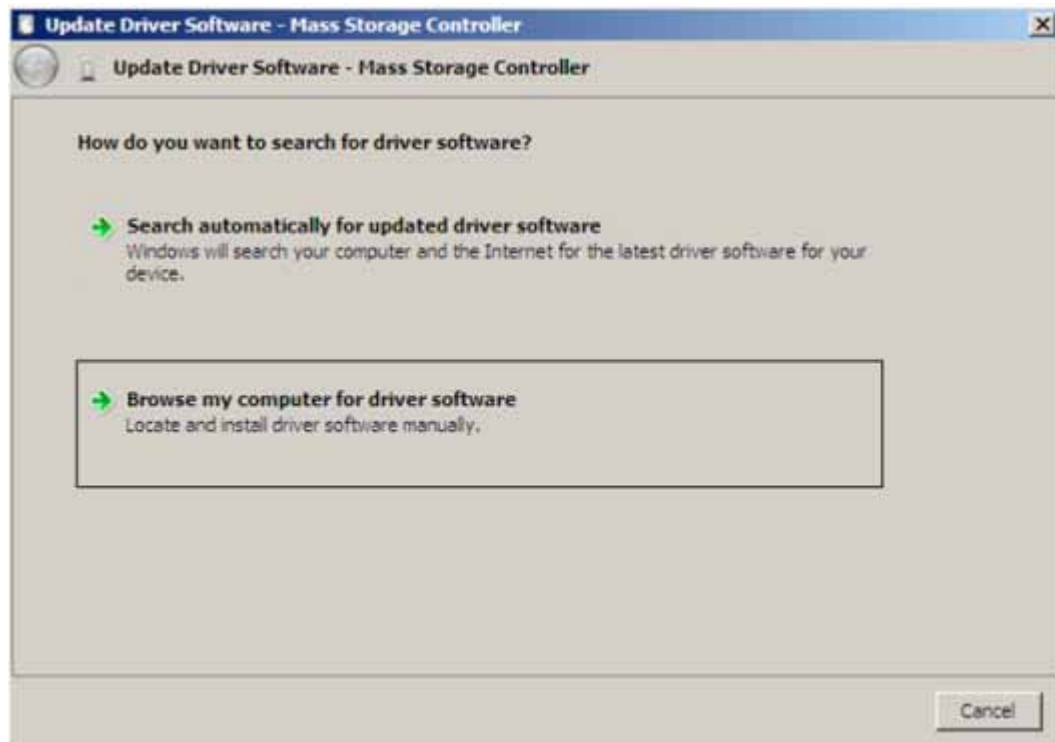 Update Driver Software - Mass Storage Controller
Update Driver Software - Mass Storage Controller
How do you want to search for driver software?
Search automatically for updated driver software
Windows will search your computer and the Internet for the latest driver software for your
device.
Browse my computer for driver software
Locate and install driver software manually.
Cancel